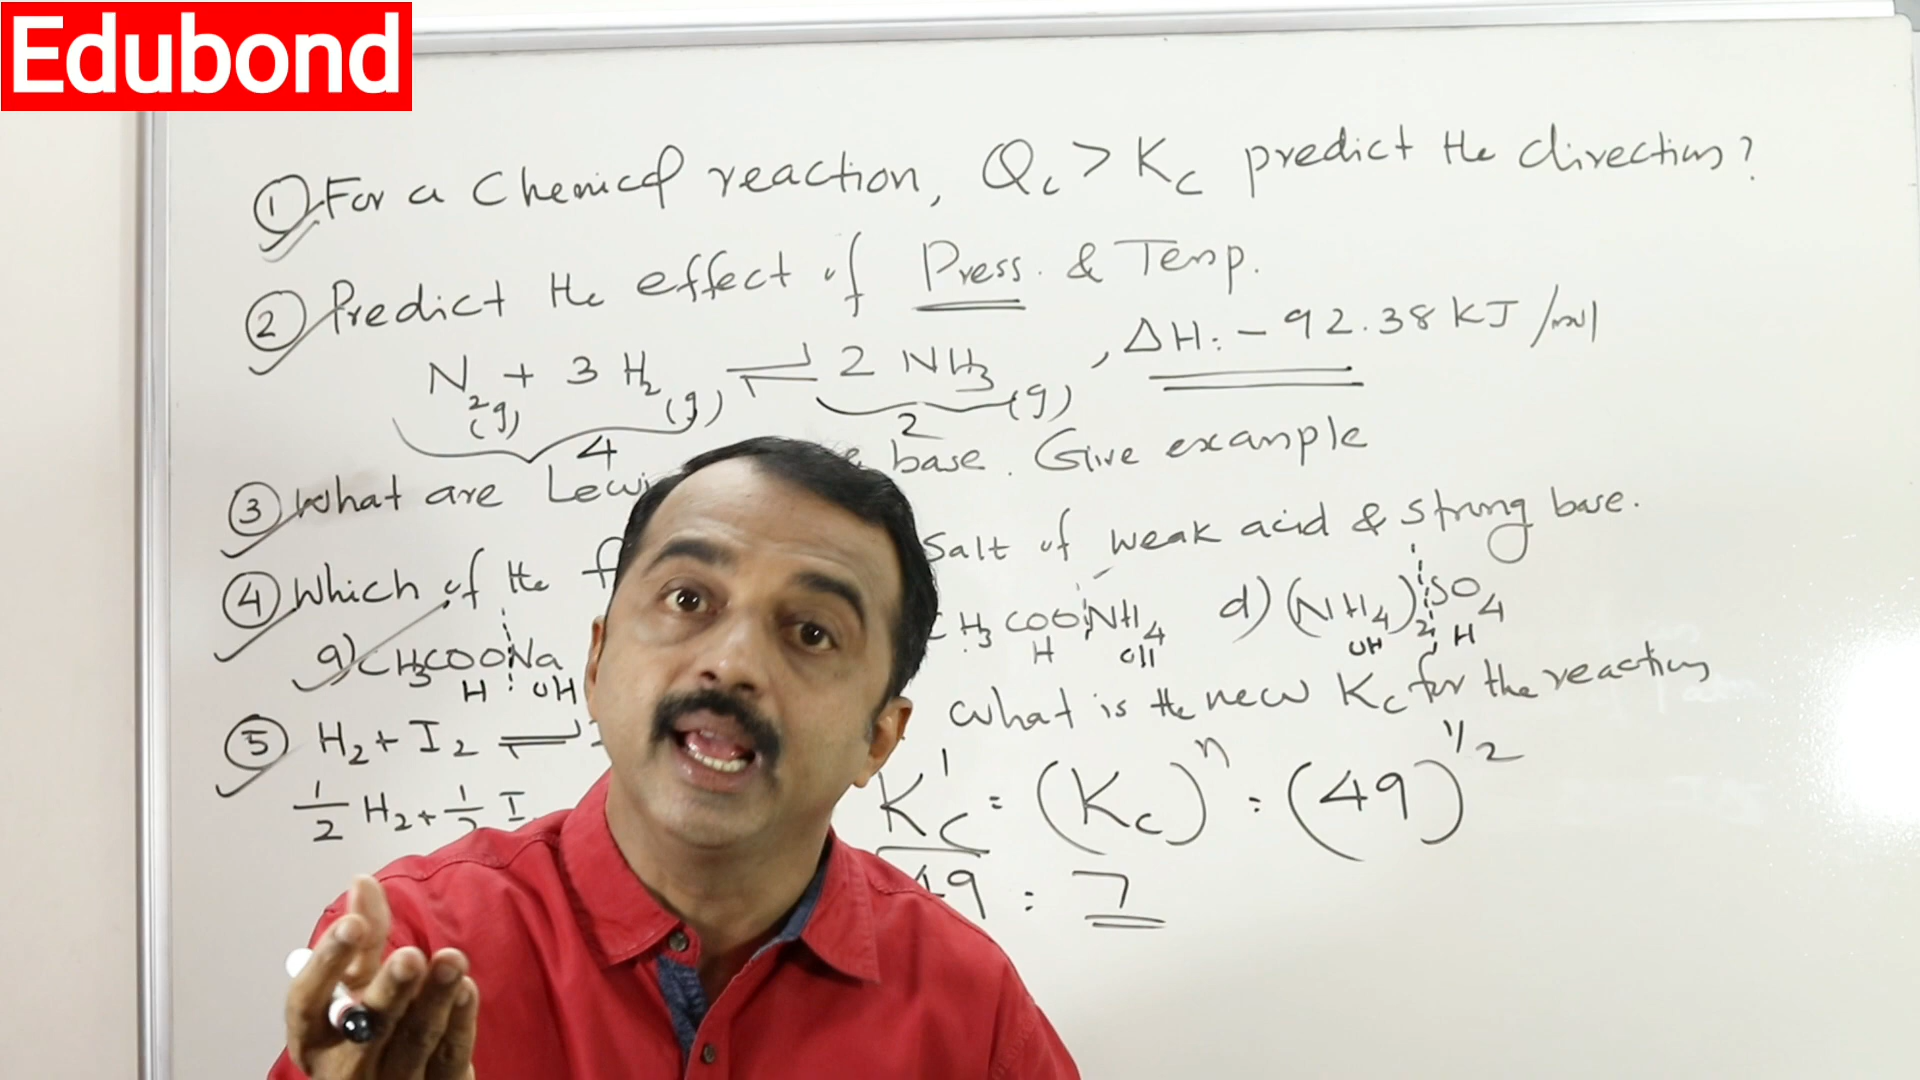 Edubond
① For a Chemical reaction, Qc > Kc predict the direction?
② Predict the effect of Press. & Temp.
N2(g) + 3 H2(g) ⇌ 2 NH3(g), ΔH: -92.38 KJ/mol
4 2
③ What are Lewi base. Give example
④ Which of the f Salt of weak acid & strong base.
a) CH3COONa CH3COONH4 d) (NH4)2SO4
H OH H OH OH H
⑤ H2 + I2 ⇌ What is the new Kc for the reaction
1/2 H2 + 1/2 I Kc' = (Kc)^n = (49)^1/2
49 : 7